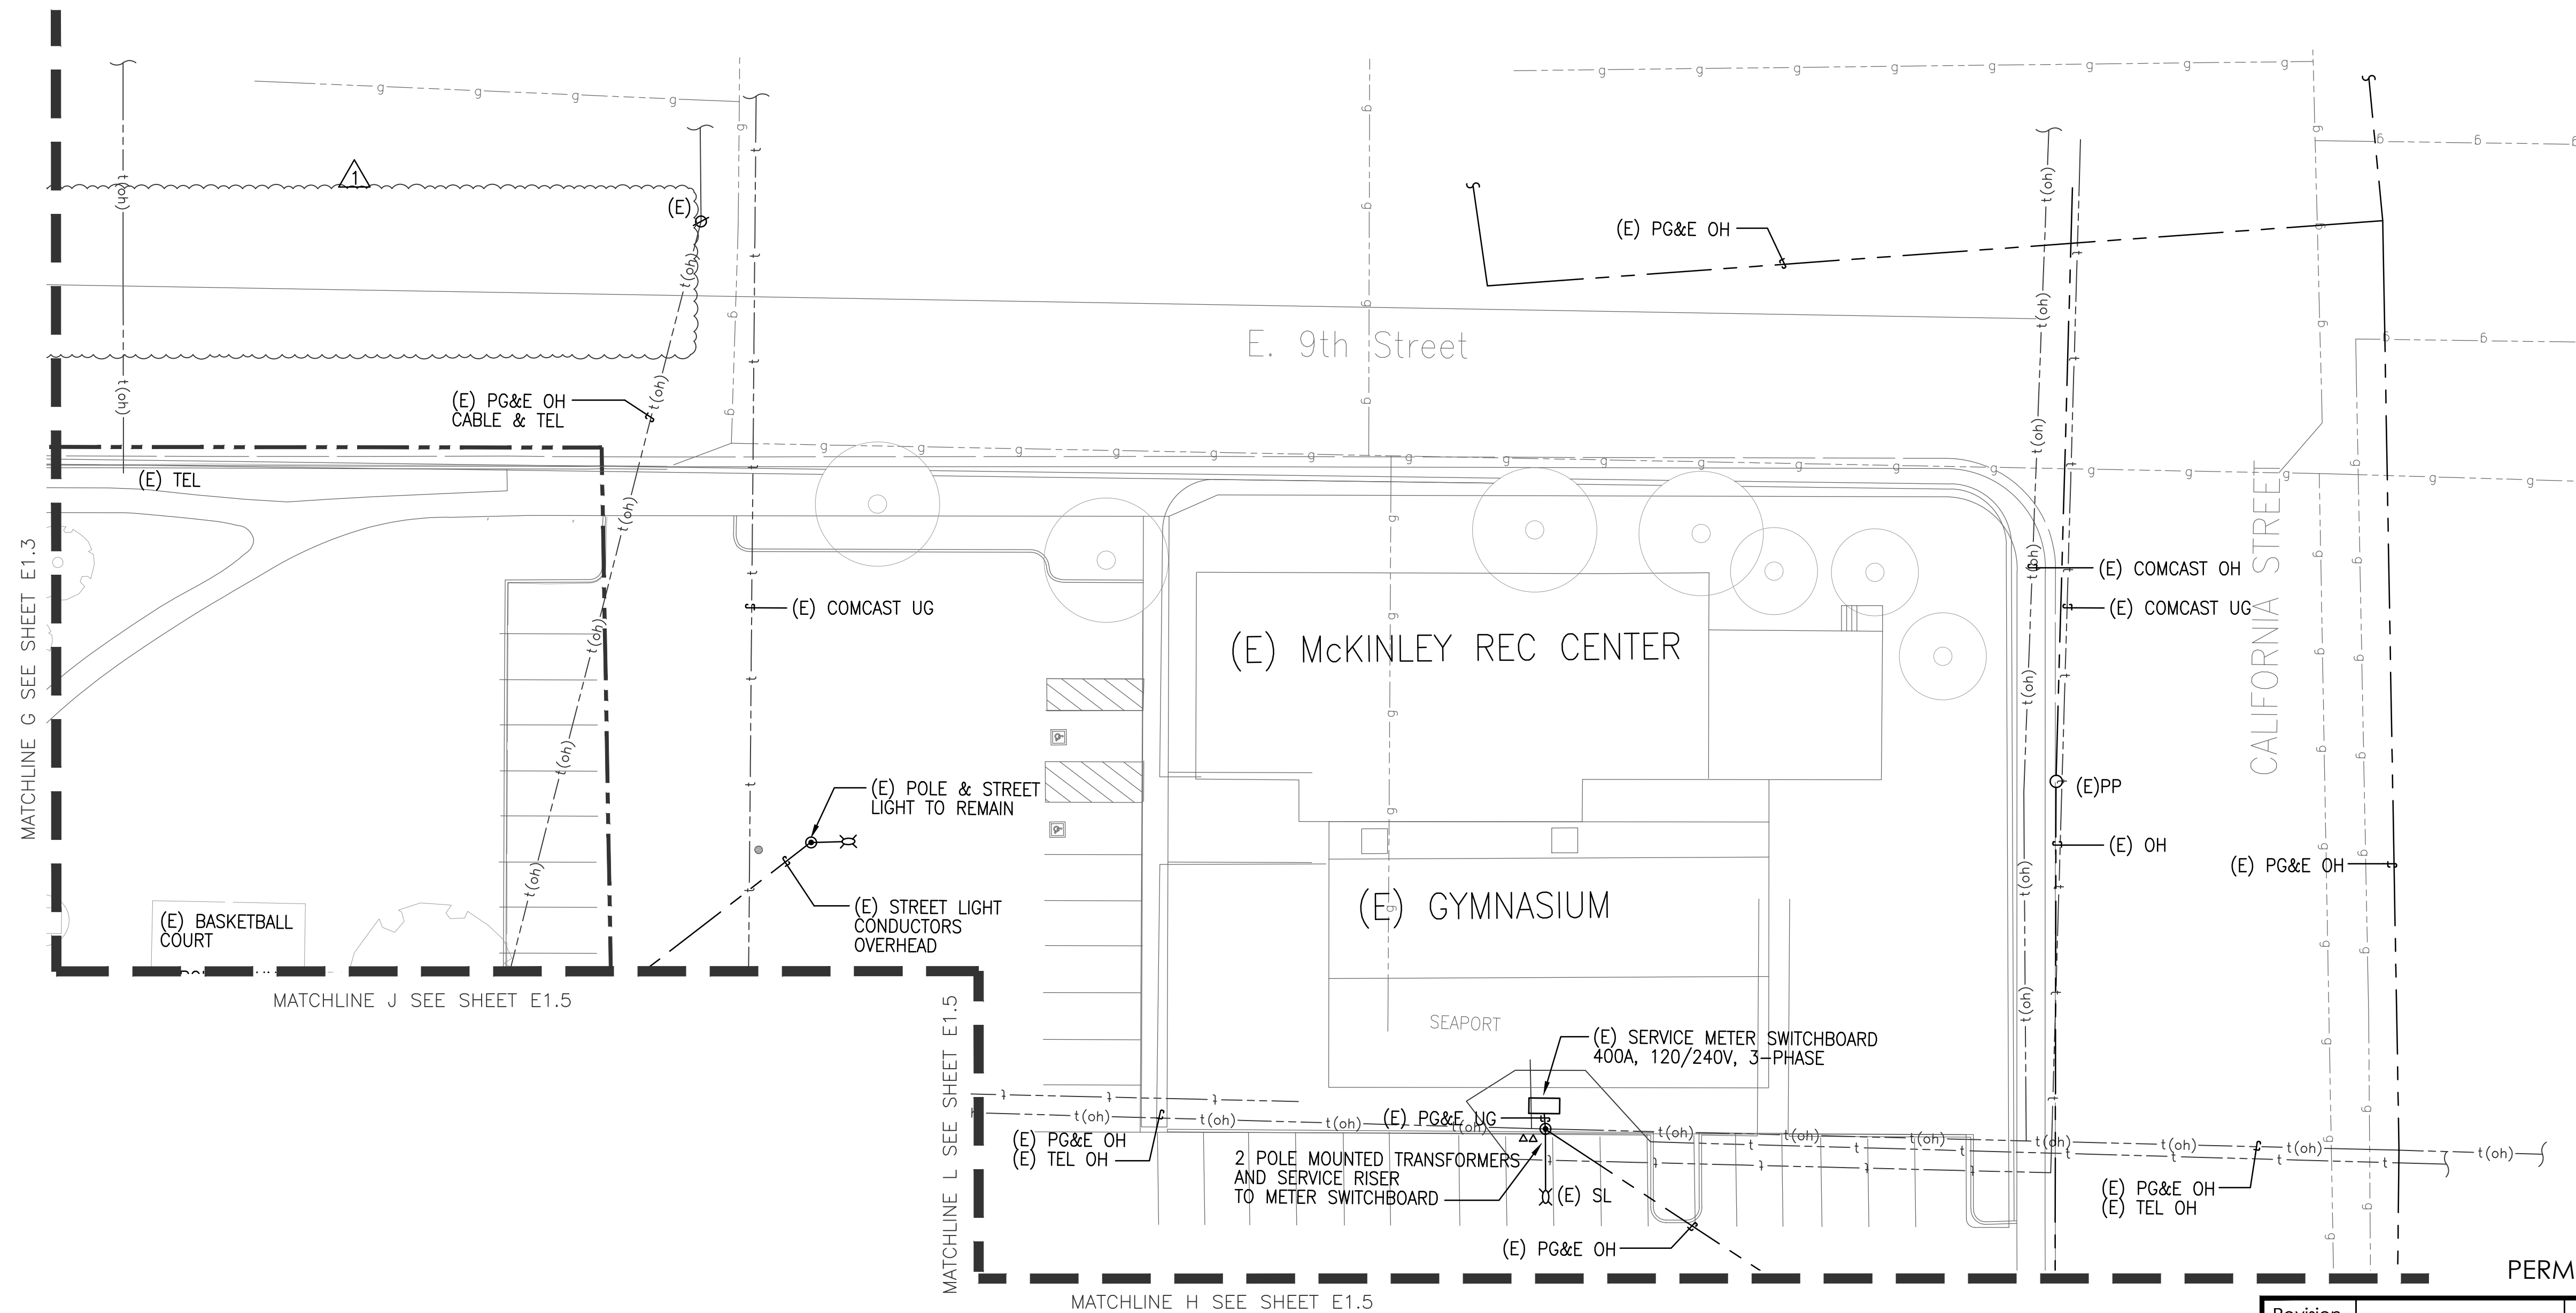 1
(E)
(E) PG&E OH
E. 9th Street
(E) PG&E OH
CABLE & TEL
(E) TEL
(E) COMCAST OH
(E) COMCAST UG
(E) COMCAST UG
CALIFORNIA STREET
(E) McKINLEY REC CENTER
MATCHLINE G SEE SHEET E1.3
(E) POLE & STREET
LIGHT TO REMAIN
(E)PP
(E) OH
(E) PG&E OH
(E) STREET LIGHT
CONDUCTORS
OVERHEAD
(E) GYMNASIUM
(E) BASKETBALL
COURT
MATCHLINE J SEE SHEET E1.5
MATCHLINE L SEE SHEET E1.5
SEAPORT
(E) SERVICE METER SWITCHBOARD
400A, 120/240V, 3-PHASE
(E) PG&E UG
(E) PG&E OH
(E) TEL OH
2 POLE MOUNTED TRANSFORMERS
AND SERVICE RISER
TO METER SWITCHBOARD
(E) SL
(E) PG&E OH
(E) TEL OH
(E) PG&E OH
MATCHLINE H SEE SHEET E1.5
PERM
Revision